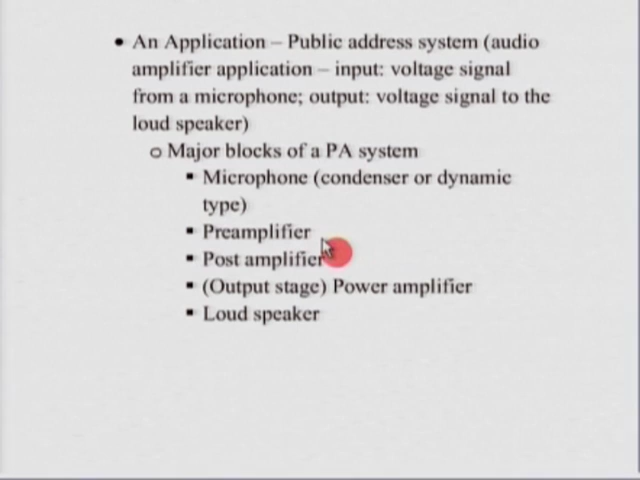 • An Application – Public address system (audio
amplifier application – input: voltage signal
from a microphone; output: voltage signal to the
loud speaker)
o Major blocks of a PA system
▪ Microphone (condenser or dynamic
type)
▪ Preamplifier
▪ Post amplifier
▪ (Output stage) Power amplifier
▪ Loud speaker